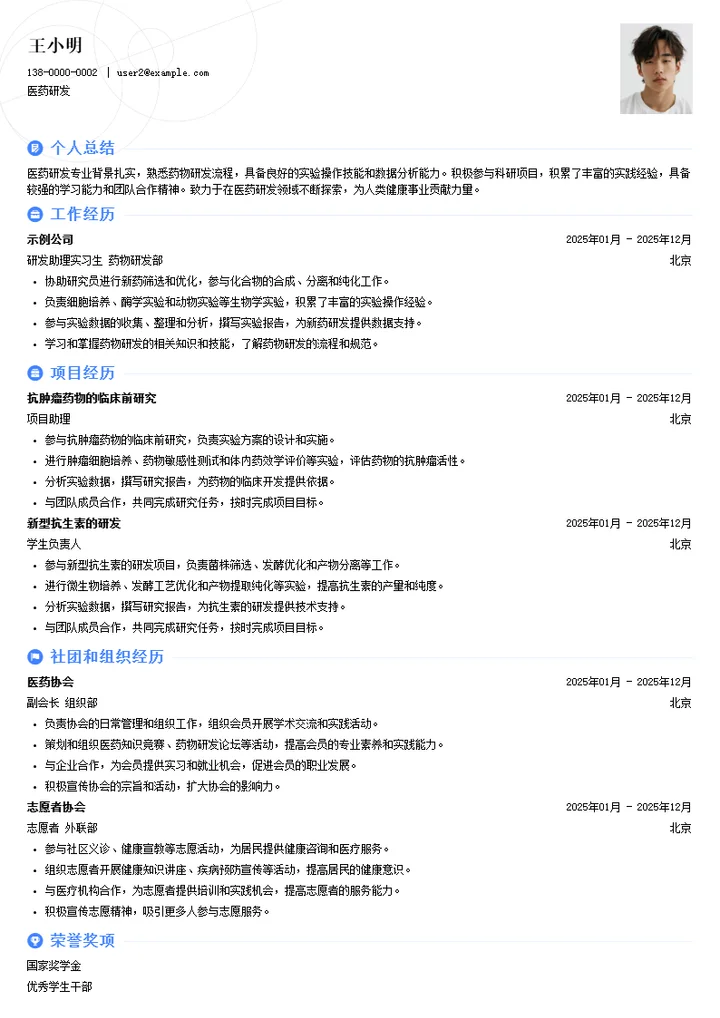 王小明
138-0000-0002 | user2@example.com
医药研发
个人总结
医药研发专业背景扎实，熟悉药物研发流程，具备良好的实验操作技能和数据分析能力。积极参与科研项目，积累了丰富的实践经验，具备
较强的学习能力和团队合作精神。致力于在医药研发领域不断探索，为人类健康事业贡献力量。
工作经历
示例公司 2025年01月 - 2025年12月
研发助理实习生 药物研发部 北京
• 协助研究员进行新药筛选和优化，参与化合物的合成、分离和纯化工作。
• 负责细胞培养、酶学实验和动物实验等生物学实验，积累了丰富的实验操作经验。
• 参与实验数据的收集、整理和分析，撰写实验报告，为新药研发提供数据支持。
• 学习和掌握药物研发的相关知识和技能，了解药物研发的流程和规范。
项目经历
抗肿瘤药物的临床前研究 2025年01月 - 2025年12月
项目助理 北京
• 参与抗肿瘤药物的临床前研究，负责实验方案的设计和实施。
• 进行肿瘤细胞培养、药物敏感性测试和体内药效学评价等实验，评估药物的抗肿瘤活性。
• 分析实验数据，撰写研究报告，为药物的临床开发提供依据。
• 与团队成员合作，共同完成研究任务，按时完成项目目标。
新型抗生素的研发 2025年01月 - 2025年12月
学生负责人 北京
• 参与新型抗生素的研发项目，负责菌株筛选、发酵优化和产物分离等工作。
• 进行微生物培养、发酵工艺优化和产物提取纯化等实验，提高抗生素的产量和纯度。
• 分析实验数据，撰写研究报告，为抗生素的研发提供技术支持。
• 与团队成员合作，共同完成研究任务，按时完成项目目标。
社团和组织经历
医药协会 2025年01月 - 2025年12月
副会长 组织部 北京
• 负责协会的日常管理和组织工作，组织会员开展学术交流和实践活动。
• 策划和组织医药知识竞赛、药物研发论坛等活动，提高会员的专业素养和实践能力。
• 与企业合作，为会员提供实习和就业机会，促进会员的职业发展。
• 积极宣传协会的宗旨和活动，扩大协会的影响力。
志愿者协会 2025年01月 - 2025年12月
志愿者 外联部 北京
• 参与社区义诊、健康宣教等志愿活动，为居民提供健康咨询和医疗服务。
• 组织志愿者开展健康知识讲座、疾病预防宣传等活动，提高居民的健康意识。
• 与医疗机构合作，为志愿者提供培训和实践机会，提高志愿者的服务能力。
• 积极宣传志愿精神，吸引更多人参与志愿服务。
荣誉奖项
国家奖学金
优秀学生干部